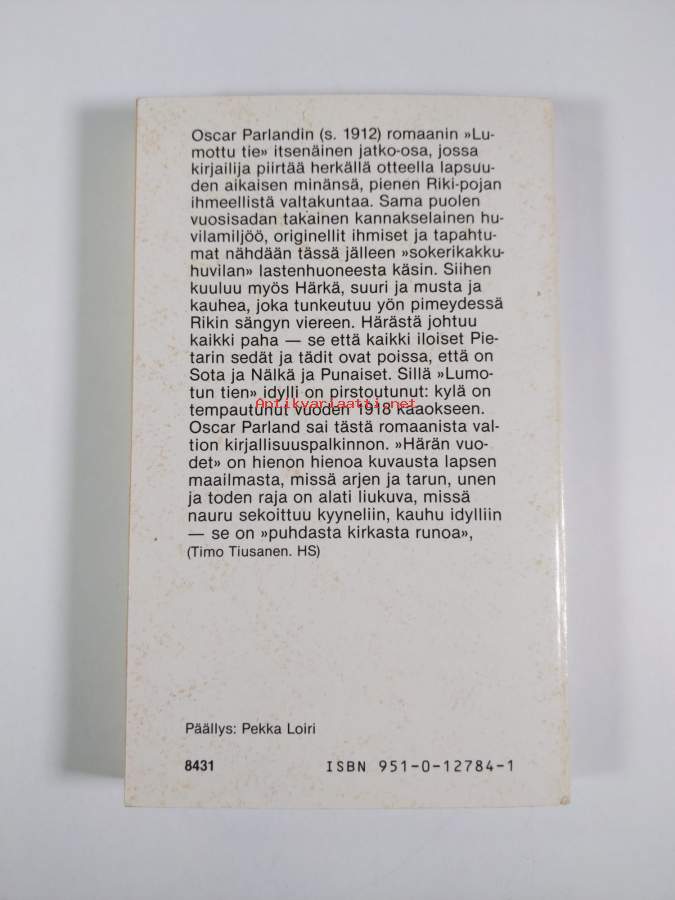 Oscar Parlandin (s. 1912) romaanin »Lu-
mottu tie» itsenäinen jatko-osa, jossa
kirjailija piirtää herkällä otteella lapsuu-
den aikaisen minänsä, pienen Riki-pojan
ihmeellistä valtakuntaa. Sama puolen
vuosisadan takainen kannakselainen hu-
vilamiljöö, originellit ihmiset ja tapahtu-
mat nähdään tässä jälleen »sokerikakku-
huvilan» lastenhuoneesta käsin. Siihen
kuuluu myös Härkä, suuri ja musta ja
kauhea, joka tunkeutuu yön pimeydessä
Rikin sängyn viereen. Härästä johtuu
kaikki paha — se että kaikki iloiset Pie-
tarin sedät ja tädit ovat poissa, että on
Sota ja Nälkä ja Punaiset. Sillä »Lumo-
tun tien» idylli on pirstoutunut: kylä on
tempautunut vuoden 1918 kaaokseen.
Antikvariaatti.net
Oscar Parland sai tästä romaanista val-
tion kirjallisuuspalkinnon. »Härän vuo-
det» on hienon hienoa kuvausta lapsen
maailmasta, missä arjen ja tarun, unen
ja toden raja on alati liukuva, missä
nauru sekoittuu kyyneliin, kauhu idylliin
— se on »puhdasta kirkasta runoa»,
(Timo Tiusanen. HS)
Päällys: Pekka Loiri
8431 ISBN 951-0-12784-1